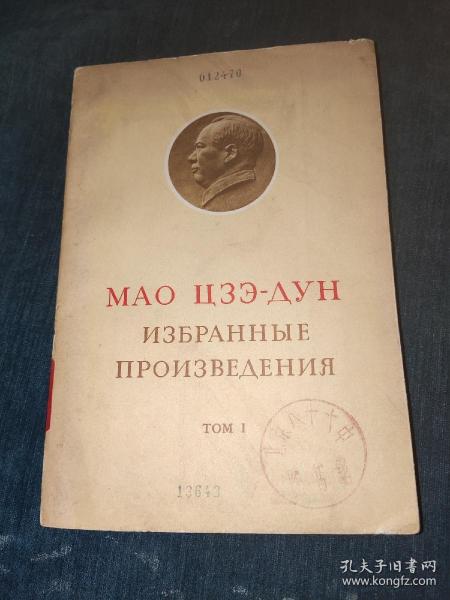 012470
МАО ЦЗЭ-ДУН
ИЗБРАННЫЕ
ПРОИЗВЕДЕНИЯ
ТОМ I
13643
孔夫子旧书网
www.kongfz.com